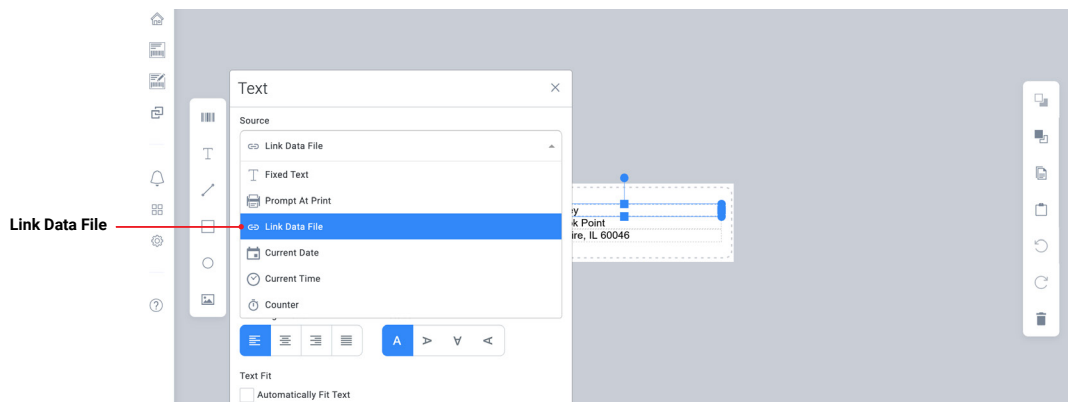 Text
Source
Link Data File
Fixed Text
Prompt At Print
Link Data File
Link Data File
Current Date
Current Time
Counter
A A A A
Text Fit
Automatically Fit Text
Point
ire, IL 60046